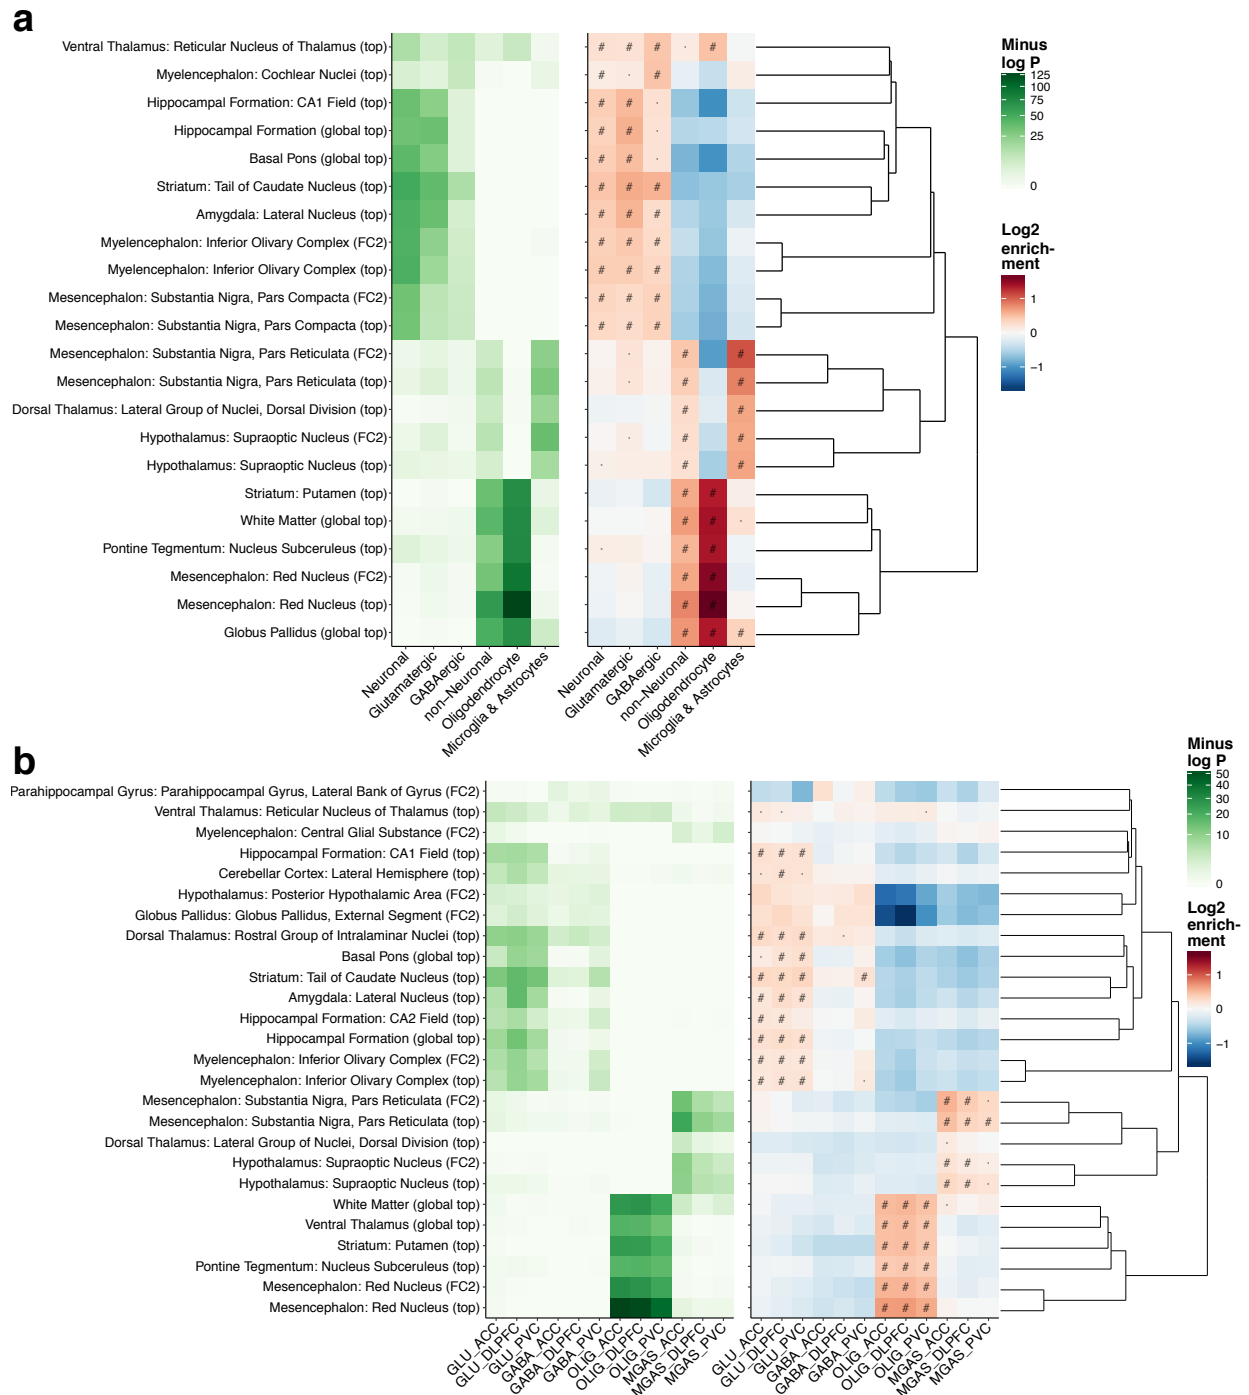 a
Ventral Thalamus: Reticular Nucleus of Thalamus (top)
Myelencephalon: Cochlear Nuclei (top)
Hippocampal Formation: CA1 Field (top)
Hippocampal Formation (global top)
Basal Pons (global top)
Striatum: Tail of Caudate Nucleus (top)
Amygdala: Lateral Nucleus (top)
Myelencephalon: Inferior Olivary Complex (FC2)
Myelencephalon: Inferior Olivary Complex (top)
Mesencephalon: Substantia Nigra, Pars Compacta (FC2)
Mesencephalon: Substantia Nigra, Pars Compacta (top)
Mesencephalon: Substantia Nigra, Pars Reticulata (FC2)
Mesencephalon: Substantia Nigra, Pars Reticulata (top)
Dorsal Thalamus: Lateral Group of Nuclei, Dorsal Division (top)
Hypothalamus: Supraoptic Nucleus (FC2)
Hypothalamus: Supraoptic Nucleus (top)
Striatum: Putamen (top)
White Matter (global top)
Pontine Tegmentum: Nucleus Subceruleus (top)
Mesencephalon: Red Nucleus (FC2)
Mesencephalon: Red Nucleus (top)
Globus Pallidus (global top)
Neuronal
Glutamatergic
GABAergic
non−Neuronal
Oligodendrocyte
Microglia & Astrocytes
Neuronal
Glutamatergic
GABAergic
non−Neuronal
Oligodendrocyte
Microglia & Astrocytes
Minus
log P
125
100
75
50
25
0
Log2
enrich-
ment
1
0
−1
b
Parahippocampal Gyrus: Parahippocampal Gyrus, Lateral Bank of Gyrus (FC2)
Ventral Thalamus: Reticular Nucleus of Thalamus (top)
Myelencephalon: Central Glial Substance (FC2)
Hippocampal Formation: CA1 Field (top)
Cerebellar Cortex: Lateral Hemisphere (top)
Hypothalamus: Posterior Hypothalamic Area (FC2)
Globus Pallidus: Globus Pallidus, External Segment (FC2)
Dorsal Thalamus: Rostral Group of Intralaminar Nuclei (top)
Basal Pons (global top)
Striatum: Tail of Caudate Nucleus (top)
Amygdala: Lateral Nucleus (top)
Hippocampal Formation: CA2 Field (top)
Hippocampal Formation (global top)
Myelencephalon: Inferior Olivary Complex (FC2)
Myelencephalon: Inferior Olivary Complex (top)
Mesencephalon: Substantia Nigra, Pars Reticulata (FC2)
Mesencephalon: Substantia Nigra, Pars Reticulata (top)
Dorsal Thalamus: Lateral Group of Nuclei, Dorsal Division (top)
Hypothalamus: Supraoptic Nucleus (FC2)
Hypothalamus: Supraoptic Nucleus (top)
White Matter (global top)
Ventral Thalamus (global top)
Striatum: Putamen (top)
Pontine Tegmentum: Nucleus Subceruleus (top)
Mesencephalon: Red Nucleus (FC2)
Mesencephalon: Red Nucleus (top)
GLU_ACC
GLU_DLPFC
GLU_PVC
GABA_ACC
GABA_DLPFC
GABA_PVC
OLIG_ACC
OLIG_DLPFC
OLIG_PVC
MGAS_ACC
MGAS_DLPFC
MGAS_PVC
GLU_ACC
GLU_DLPFC
GLU_PVC
GABA_ACC
GABA_DLPFC
GABA_PVC
OLIG_ACC
OLIG_DLPFC
OLIG_PVC
MGAS_ACC
MGAS_DLPFC
MGAS_PVC
Minus
log P
50
40
30
20
10
0
Log2
enrich-
ment
1
0
−1